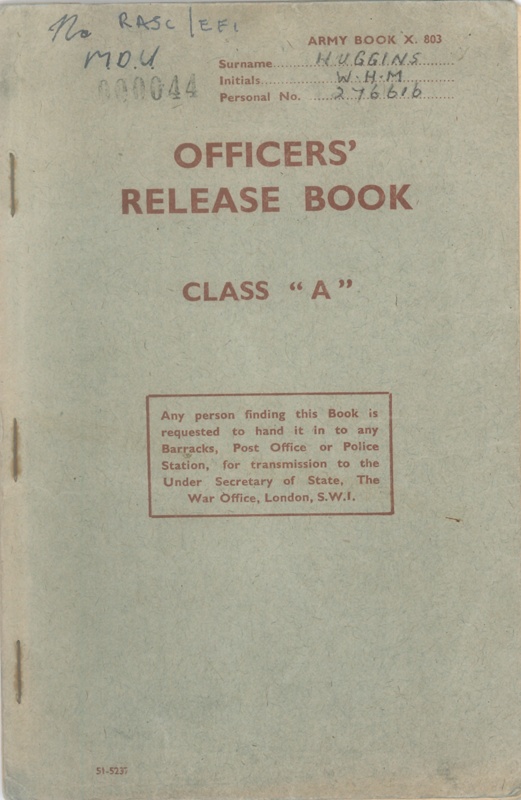 No RASC/EFI
M.D.U
000044
ARMY BOOK X. 803
Surname HUGGINS
Initials W.H.M
Personal No. 276616
OFFICERS'
RELEASE BOOK
CLASS "A"
Any person finding this Book is
requested to hand it in to any
Barracks, Post Office or Police
Station, for transmission to the
Under Secretary of State, The
War Office, London, S.W.1.
51-5237